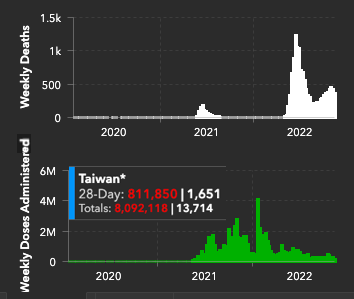 Weekly Deaths
1.5k
1k
500
0
2020
2021
2022
Weekly Doses Administered
6M
4M
2M
0
Taiwan*
28-Day: 811,850 | 1,651
Totals: 8,092,118 | 13,714
2020
2021
2022